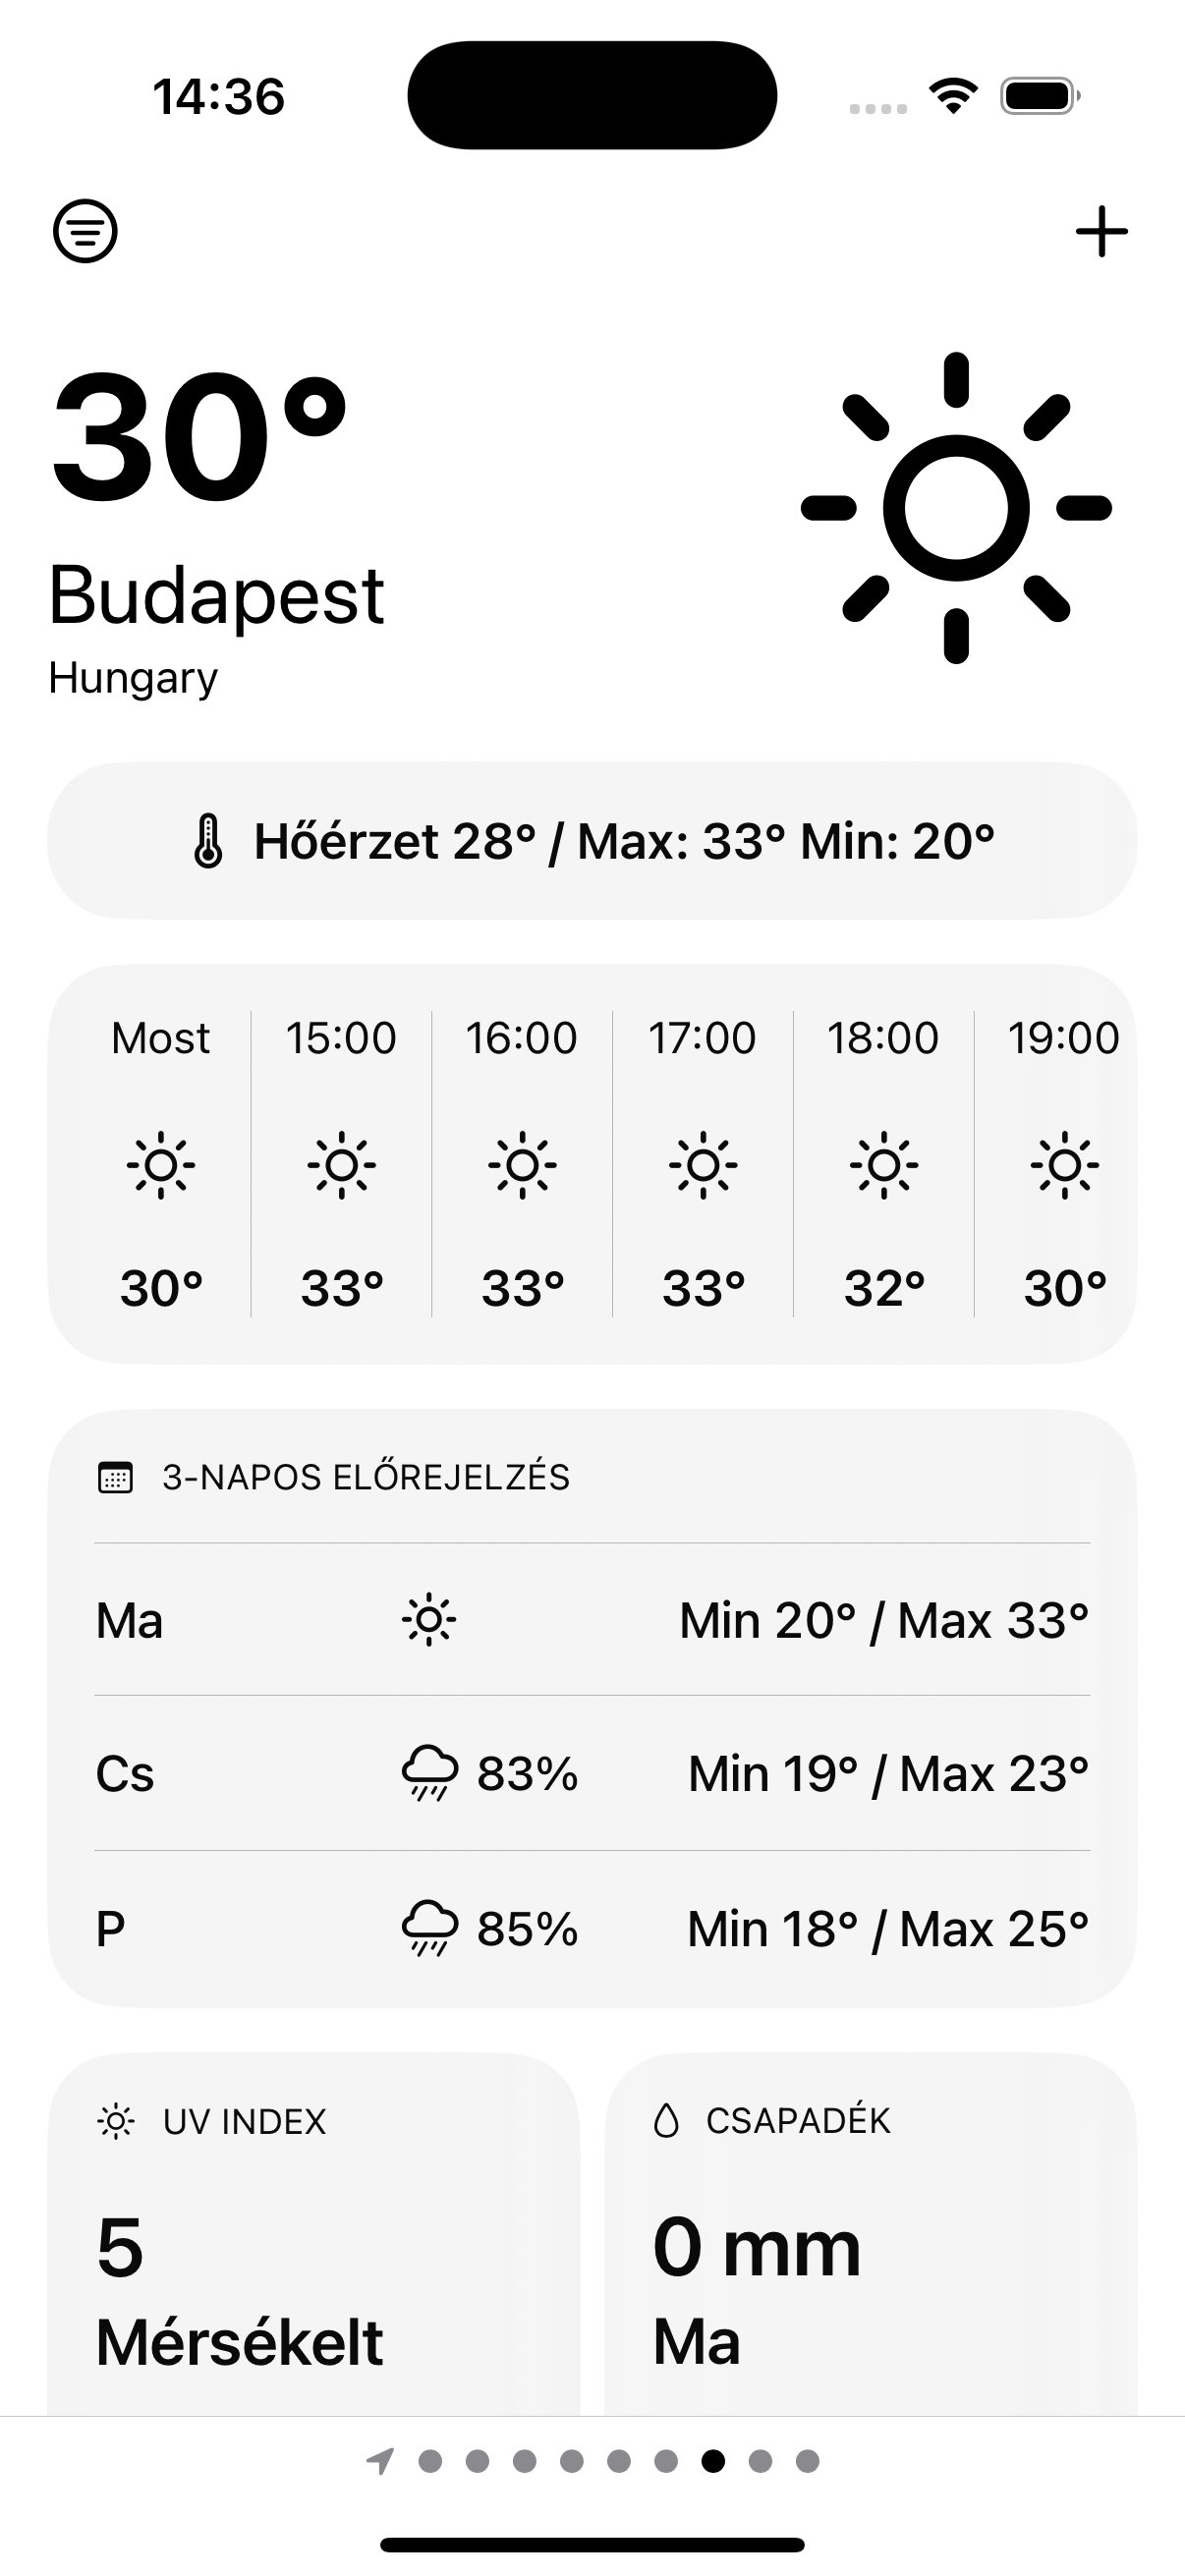 14:36
30°
Budapest
Hungary
Hőérzet 28° / Max: 33° Min: 20°
Most 15:00 16:00 17:00 18:00 19:00
30° 33° 33° 33° 32° 30°
3-NAPOS ELŐREJELZÉS
Ma Min 20° / Max 33°
Cs 83% Min 19° / Max 23°
P 85% Min 18° / Max 25°
UV INDEX CSAPADÉK
5 0 mm
Mérsékelt Ma